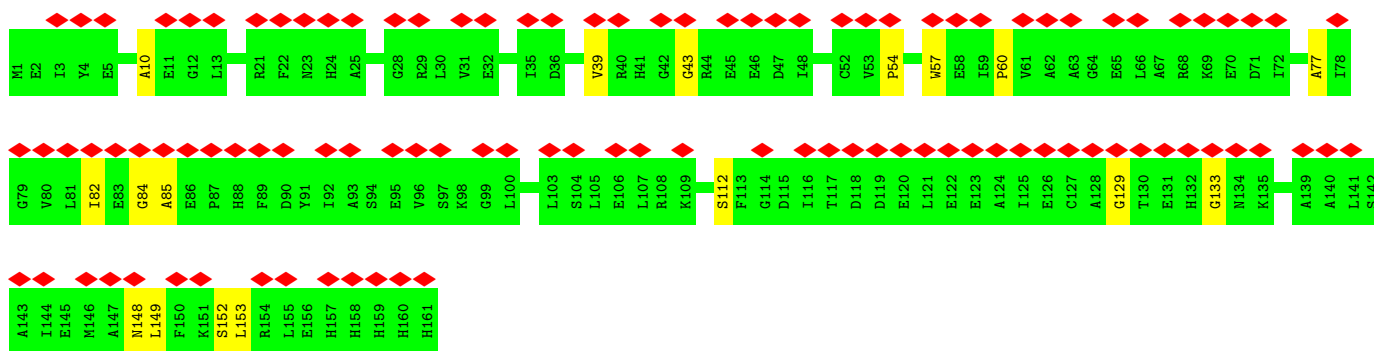 M1 E2 I3 Y4 E5 A10 E11 G12 L13 R21 F22 N23 H24 A25 G28 R29 L30 V31 E32 I35 D36 V39 R40 H41 G42 G43 R44 E45 E46 D47 I48 C52 V53 P54 W57 E58 I59 P60 V61 A62 A63 G64 E65 L66 A67 R68 K69 E70 D71 I72 A77 I78
G79 V80 L81 I82 E83 G84 A85 E86 P87 H88 F89 D90 Y91 I92 A93 S94 E95 V96 S97 K98 G99 L100 L103 S104 L105 E106 L107 R108 K109 S112 F113 G114 D115 I116 T117 D118 D119 E120 L121 E122 E123 A124 I125 E126 C127 A128 G129 T130 E131 H132 G133 N134 K135 A139 A140 L141 S142
A143 I144 E145 M146 A147 N148 L149 F150 K151 S152 L153 R154 L155 E156 H157 H158 H159 H160 H161